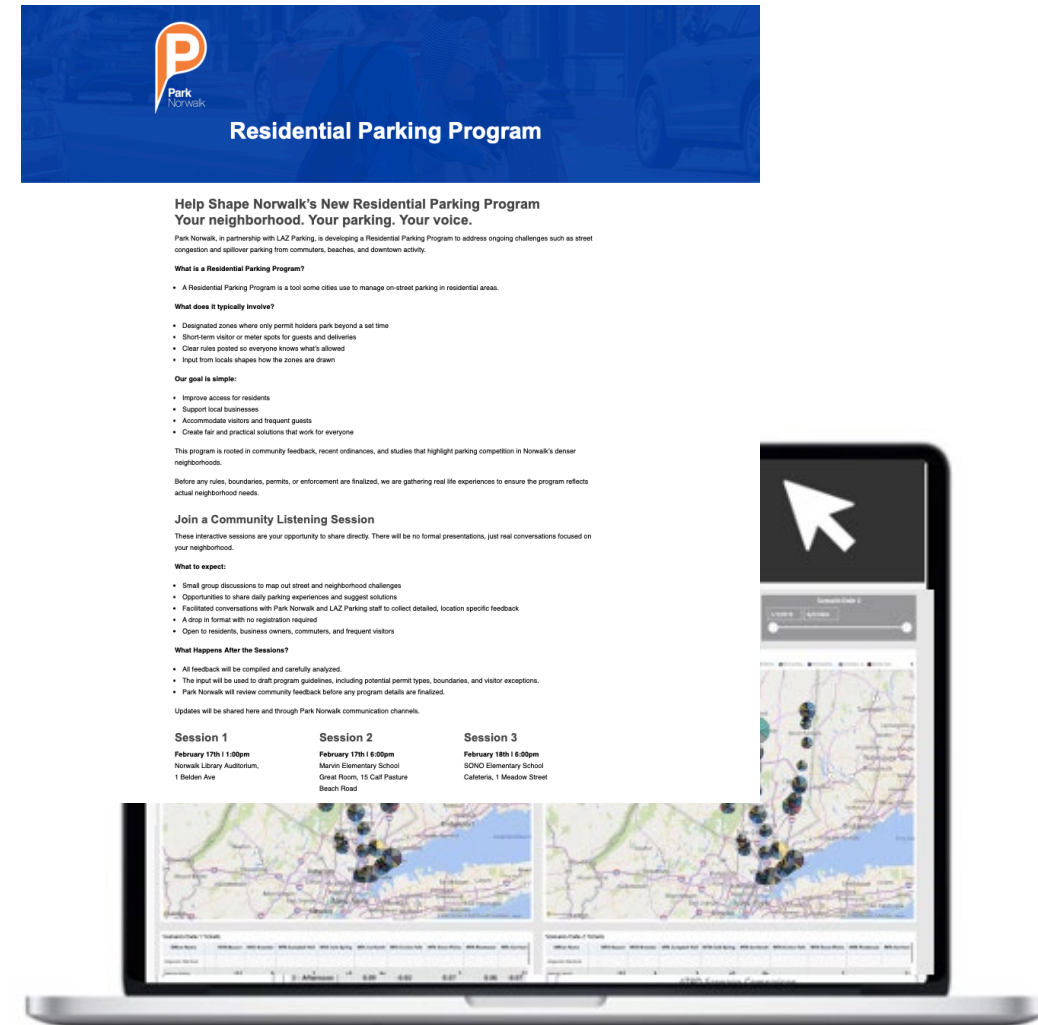 Park
Norwalk
Residential Parking Program
Help Shape Norwalk's New Residential Parking Program
Your neighborhood. Your parking. Your voice.
Park Norwalk, in partnership with LAZ Parking, is developing a Residential Parking Program to address ongoing challenges such as street
congestion and spillover parking from commuters, beaches, and downtown activity.
What is a Residential Parking Program?
• A Residential Parking Program is a tool some cities use to manage on-street parking in residential areas.
What does it typically involve?
• Designated zones where only permit holders park beyond a set time
• Short-term visitor or meter spots for guests and deliveries
• Clear rules posted so everyone knows what's allowed
• Input from locals shapes how the zones are drawn
Our goal is simple:
• Improve access for residents
• Support local businesses
• Accommodate visitors and frequent guests
• Create fair and practical solutions that work for everyone
This program is rooted in community feedback, recent ordinances, and studies that highlight parking competition in Norwalk's denser
neighborhoods.
Before any rules, boundaries, permits, or enforcement are finalized, we are gathering real life experiences to ensure the program reflects
actual neighborhood needs.
Join a Community Listening Session
These interactive sessions are your opportunity to share directly. There will be no formal presentations, just real conversations focused on
your neighborhood.
What to expect:
• Small group discussions to map out street and neighborhood challenges
• Opportunities to share daily parking experiences and suggest solutions
• Facilitated conversations with Park Norwalk and LAZ Parking staff to collect detailed, location specific feedback
• A drop in format with no registration required
• Open to residents, business owners, commuters, and frequent visitors
What Happens After the Sessions?
• All feedback will be compiled and carefully analyzed.
• The input will be used to draft program guidelines, including potential permit types, boundaries, and visitor exceptions.
• Park Norwalk will review community feedback before any program details are finalized.
Updates will be shared here and through Park Norwalk communication channels.
Session 1
February 17th | 1:00pm
Norwalk Library Auditorium,
1 Belden Ave
Session 2
February 17th | 6:00pm
Marvin Elementary School
Great Room, 15 Calf Pasture
Beach Road
Session 3
February 18th | 6:00pm
SONO Elementary School
Cafeteria, 1 Meadow Street